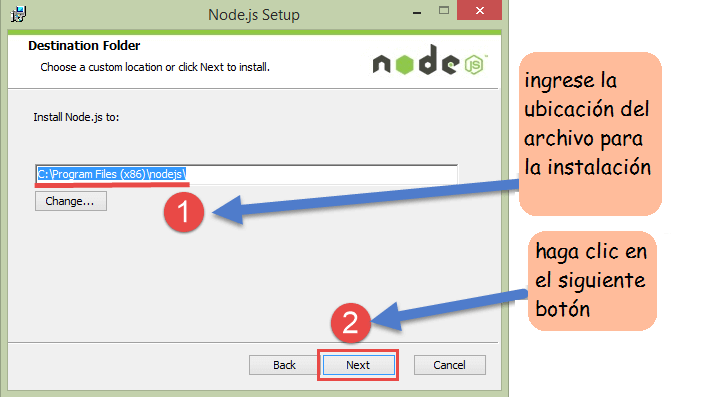 Node.js Setup
Destination Folder
Choose a custom location or click Next to install.
node
JS
Install Node.js to:
C:\Program Files (x86)\nodejs\
Change...
1
ingrese la
ubicación del
archivo para
la instalación
haga clic en
el siguiente
botón
2
Back
Next
Cancel